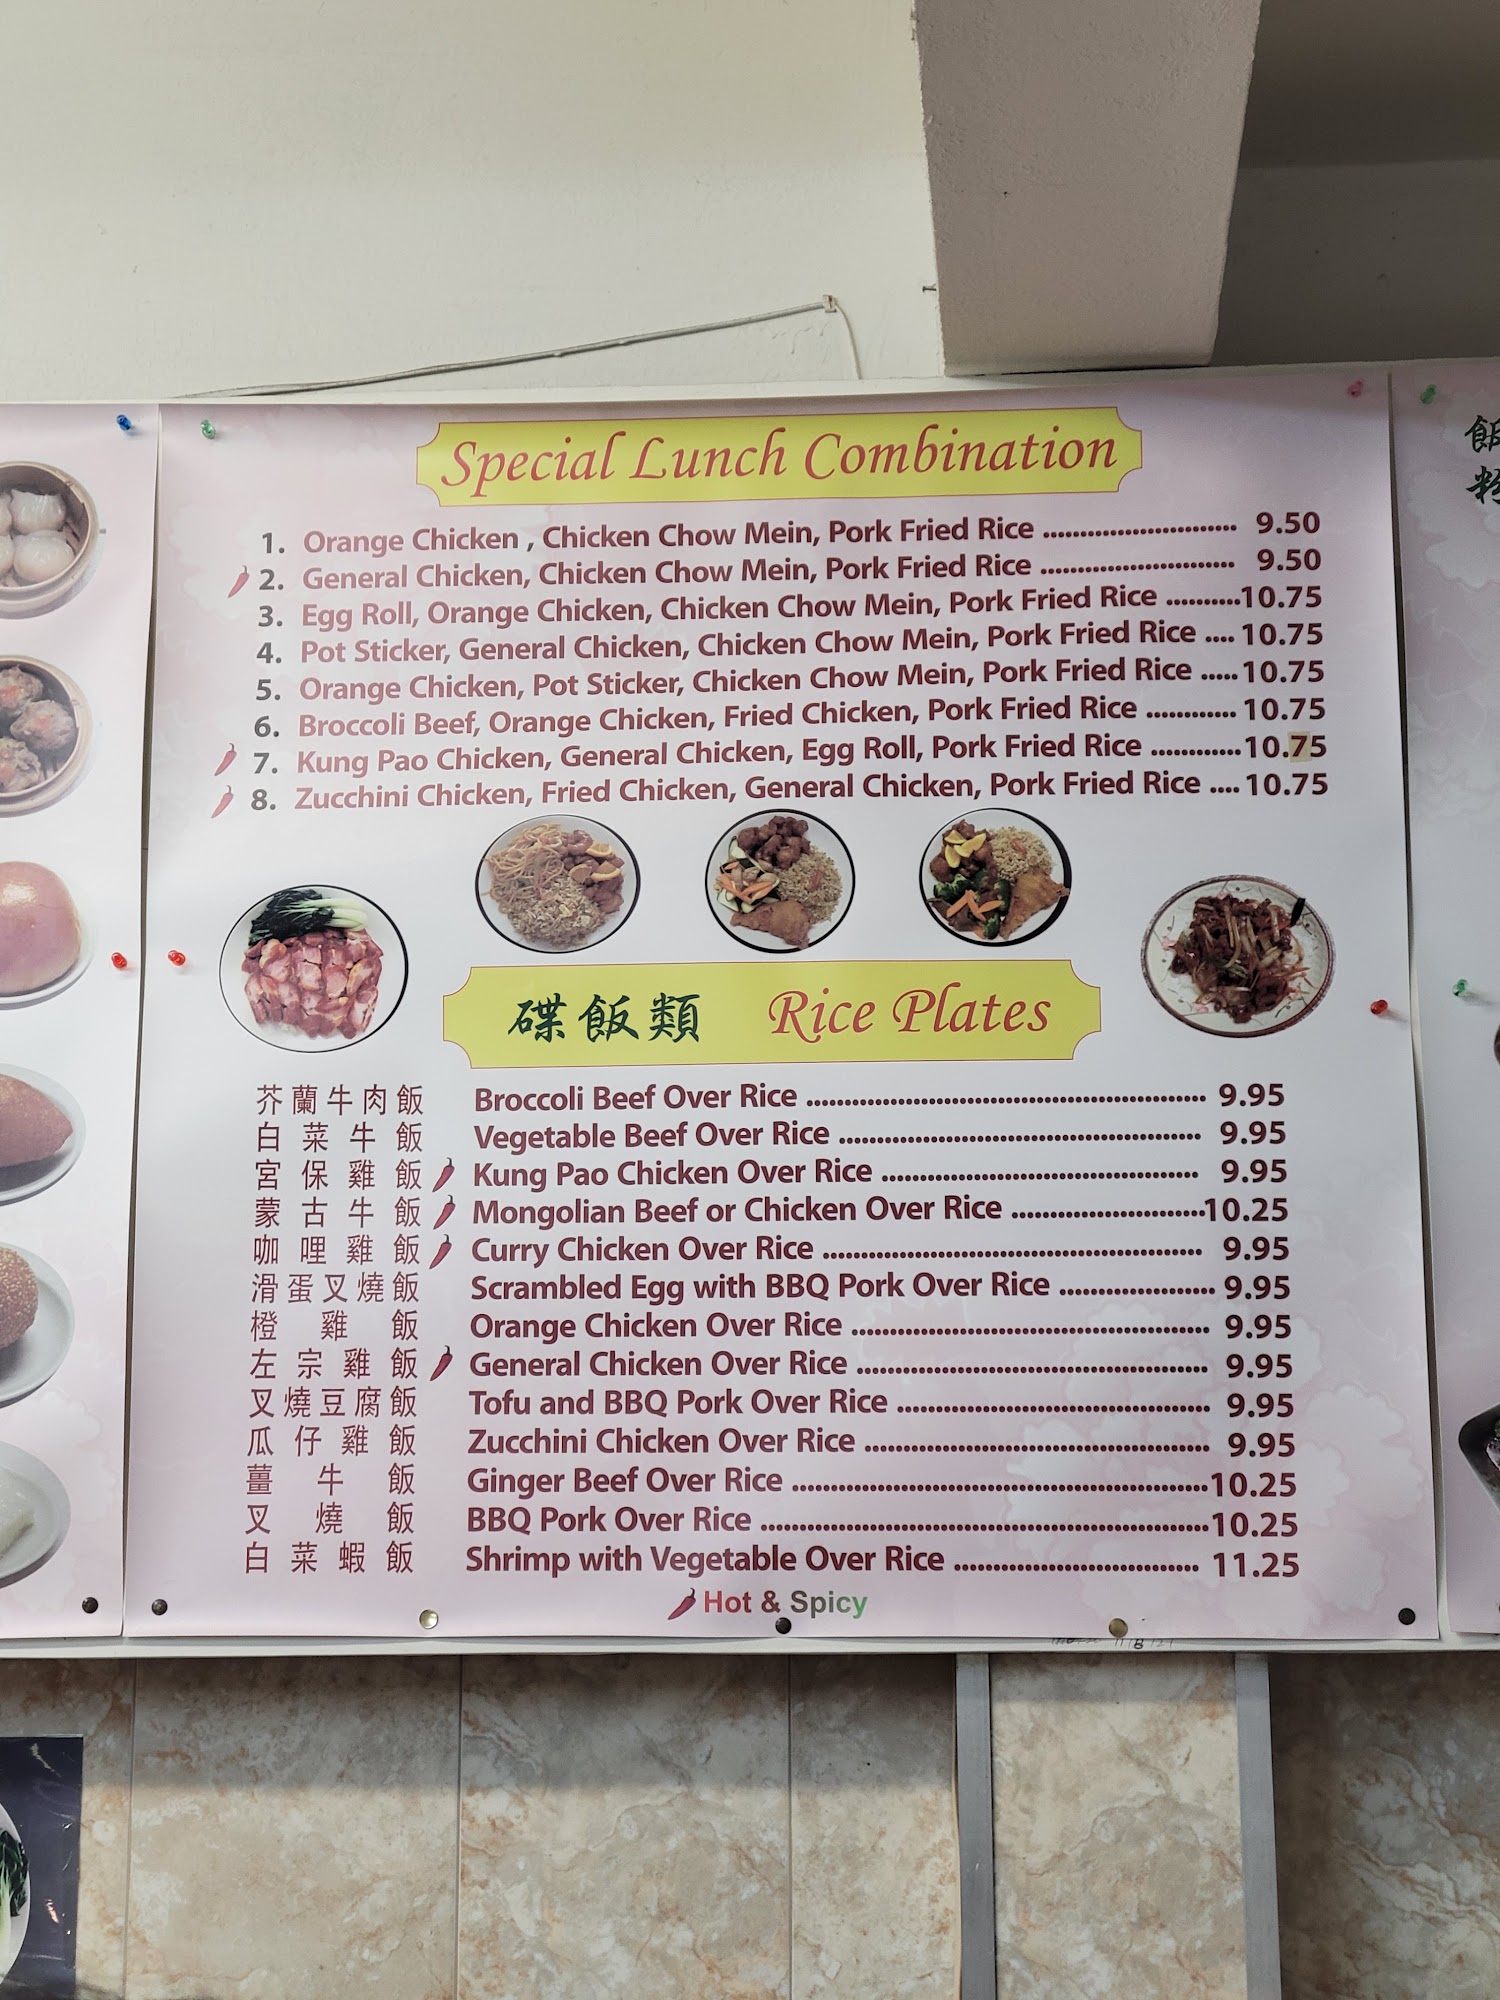 Special Lunch Combination
1. Orange Chicken , Chicken Chow Mein, Pork Fried Rice ........................... 9.50
2. General Chicken, Chicken Chow Mein, Pork Fried Rice ........................... 9.50
3. Egg Roll, Orange Chicken, Chicken Chow Mein, Pork Fried Rice ...........10.75
4. Pot Sticker, General Chicken, Chicken Chow Mein, Pork Fried Rice .... 10.75
5. Orange Chicken, Pot Sticker, Chicken Chow Mein, Pork Fried Rice .....10.75
6. Broccoli Beef, Orange Chicken, Fried Chicken, Pork Fried Rice ............. 10.75
7. Kung Pao Chicken, General Chicken, Egg Roll, Pork Fried Rice .............10.75
8. Zucchini Chicken, Fried Chicken, General Chicken, Pork Fried Rice .... 10.75
碟飯類 Rice Plates
芥蘭牛肉飯 Broccoli Beef Over Rice ..................................................... 9.95
白菜牛飯 Vegetable Beef Over Rice ................................................ 9.95
宮保雞飯 Kung Pao Chicken Over Rice .......................................... 9.95
蒙古牛飯 Mongolian Beef or Chicken Over Rice ..........................10.25
咖哩雞飯 Curry Chicken Over Rice .................................................. 9.95
滑蛋叉燒飯 Scrambled Egg with BBQ Pork Over Rice ..................... 9.95
橙雞飯 Orange Chicken Over Rice ............................................... 9.95
左宗雞飯 General Chicken Over Rice .............................................. 9.95
叉燒豆腐飯 Tofu and BBQ Pork Over Rice ......................................... 9.95
瓜仔雞飯 Zucchini Chicken Over Rice ............................................. 9.95
薑牛飯 Ginger Beef Over Rice .......................................................10.25
叉燒飯 BBQ Pork Over Rice ...........................................................10.25
白菜蝦飯 Shrimp with Vegetable Over Rice ................................ 11.25
Hot & Spicy